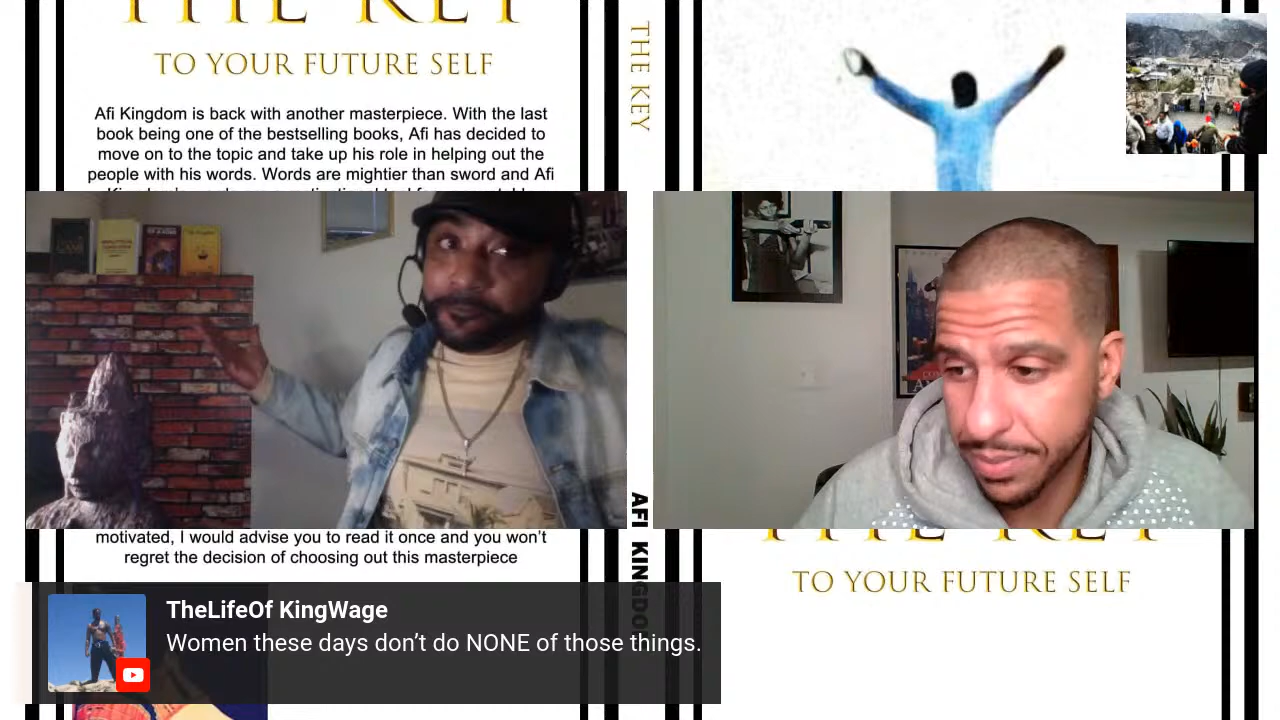 THE KEY
TO YOUR FUTURE SELF
Afi Kingdom is back with another masterpiece. With the last
book being one of the bestselling books, Afi has decided to
move on to the topic and take up his role in helping out the
people with his words. Words are mightier than sword and Afi
THE KEY
motivated, I would advise you to read it once and you won't
regret the decision of choosing out this masterpiece
AFI KINGDO
THE KEY
TO YOUR FUTURE SELF
TheLifeOf KingWage
Women these days don’t do NONE of those things.